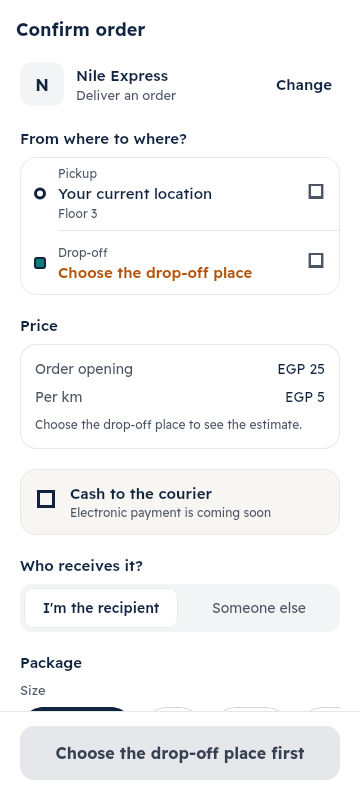 Confirm order
N
Nile Express
Deliver an order
Change
From where to where?
Pickup
Your current location
Floor 3
Drop-off
Choose the drop-off place
Price
Order opening EGP 25
Per km EGP 5
Choose the drop-off place to see the estimate.
Cash to the courier
Electronic payment is coming soon
Who receives it?
I'm the recipient Someone else
Package
Size
Choose the drop-off place first